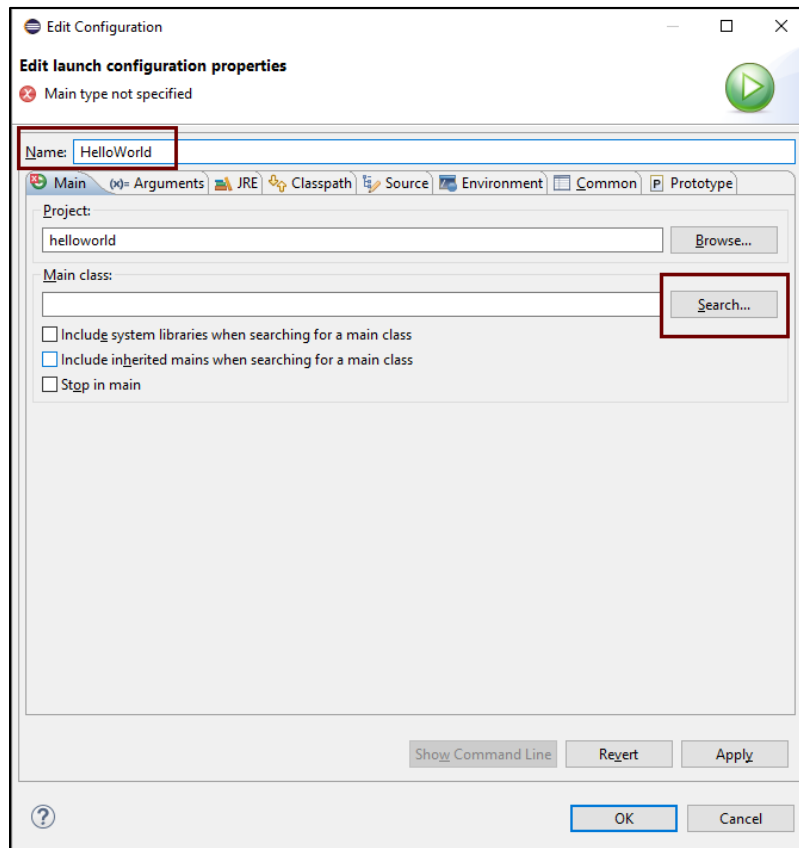 Edit Configuration
Edit launch configuration properties
Main type not specified
Name: HelloWorld
Main (x)= Arguments JRE Classpath Source Environment Common P Prototype
Project:
helloworld Browse...
Main class:
Search...
Include system libraries when searching for a main class
Include inherited mains when searching for a main class
Stop in main
Show Command Line Revert Apply
? OK Cancel